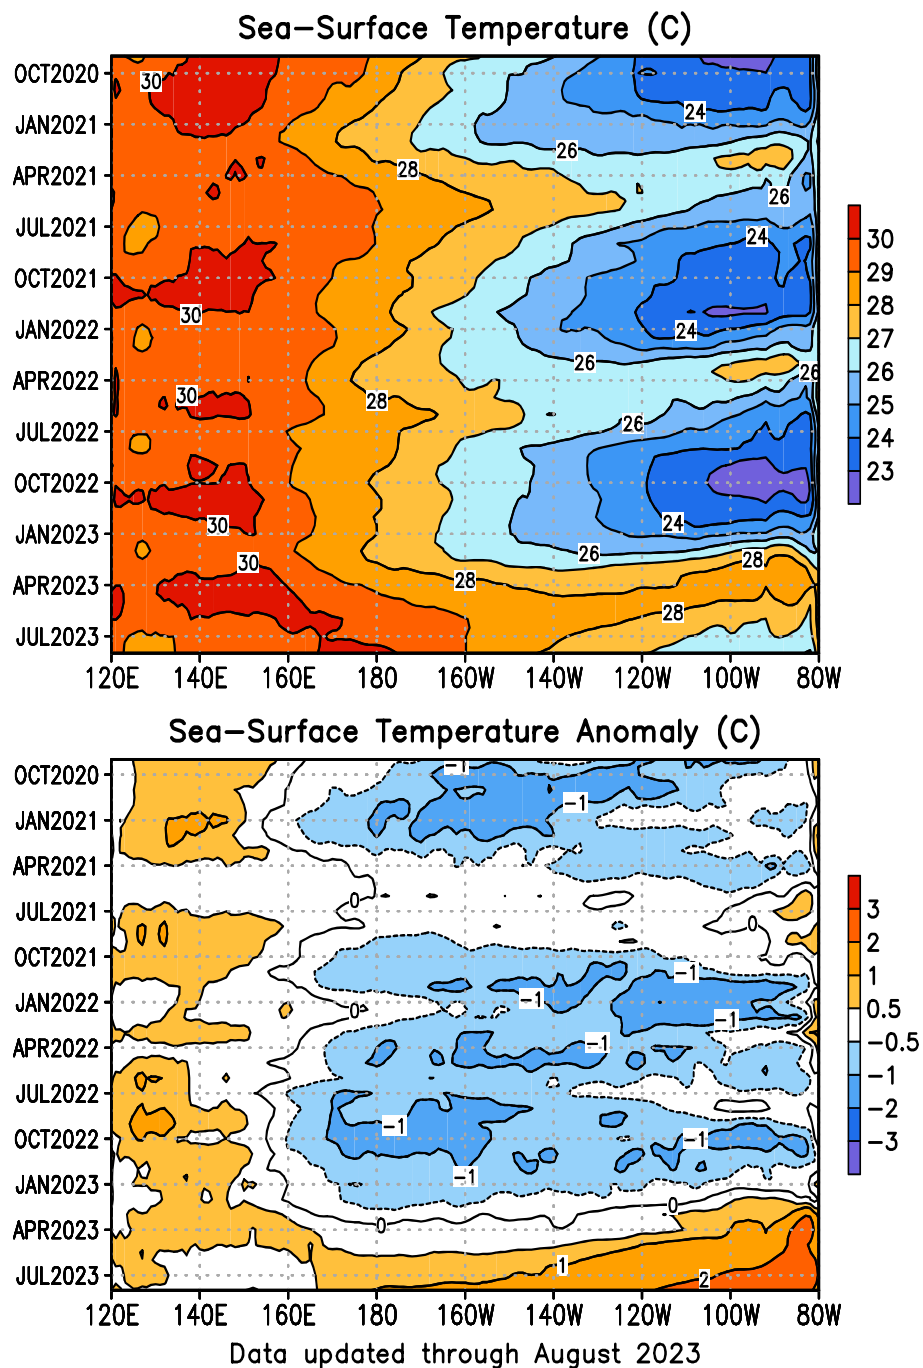 Sea-Surface Temperature (C)
OCT2020
JAN2021
APR2021
JUL2021
OCT2021
JAN2022
APR2022
JUL2022
OCT2022
JAN2023
APR2023
JUL2023
30
24
26
28
26
24
30
24
26
26
30
28
26
24
30
26
28
30
28
28
30
29
28
27
26
25
24
23
120E 140E 160E 180 160W 140W 120W 100W 80W
Sea-Surface Temperature Anomaly (C)
OCT2020
JAN2021
APR2021
JUL2021
OCT2021
JAN2022
APR2022
JUL2022
OCT2022
JAN2023
APR2023
JUL2023
-1
-1
0
0
-1
-1
0
-1
-1
-1
-1
-1
0
0
1
2
3
2
1
0.5
-0.5
-1
-2
-3
120E 140E 160E 180 160W 140W 120W 100W 80W
Data updated through August 2023